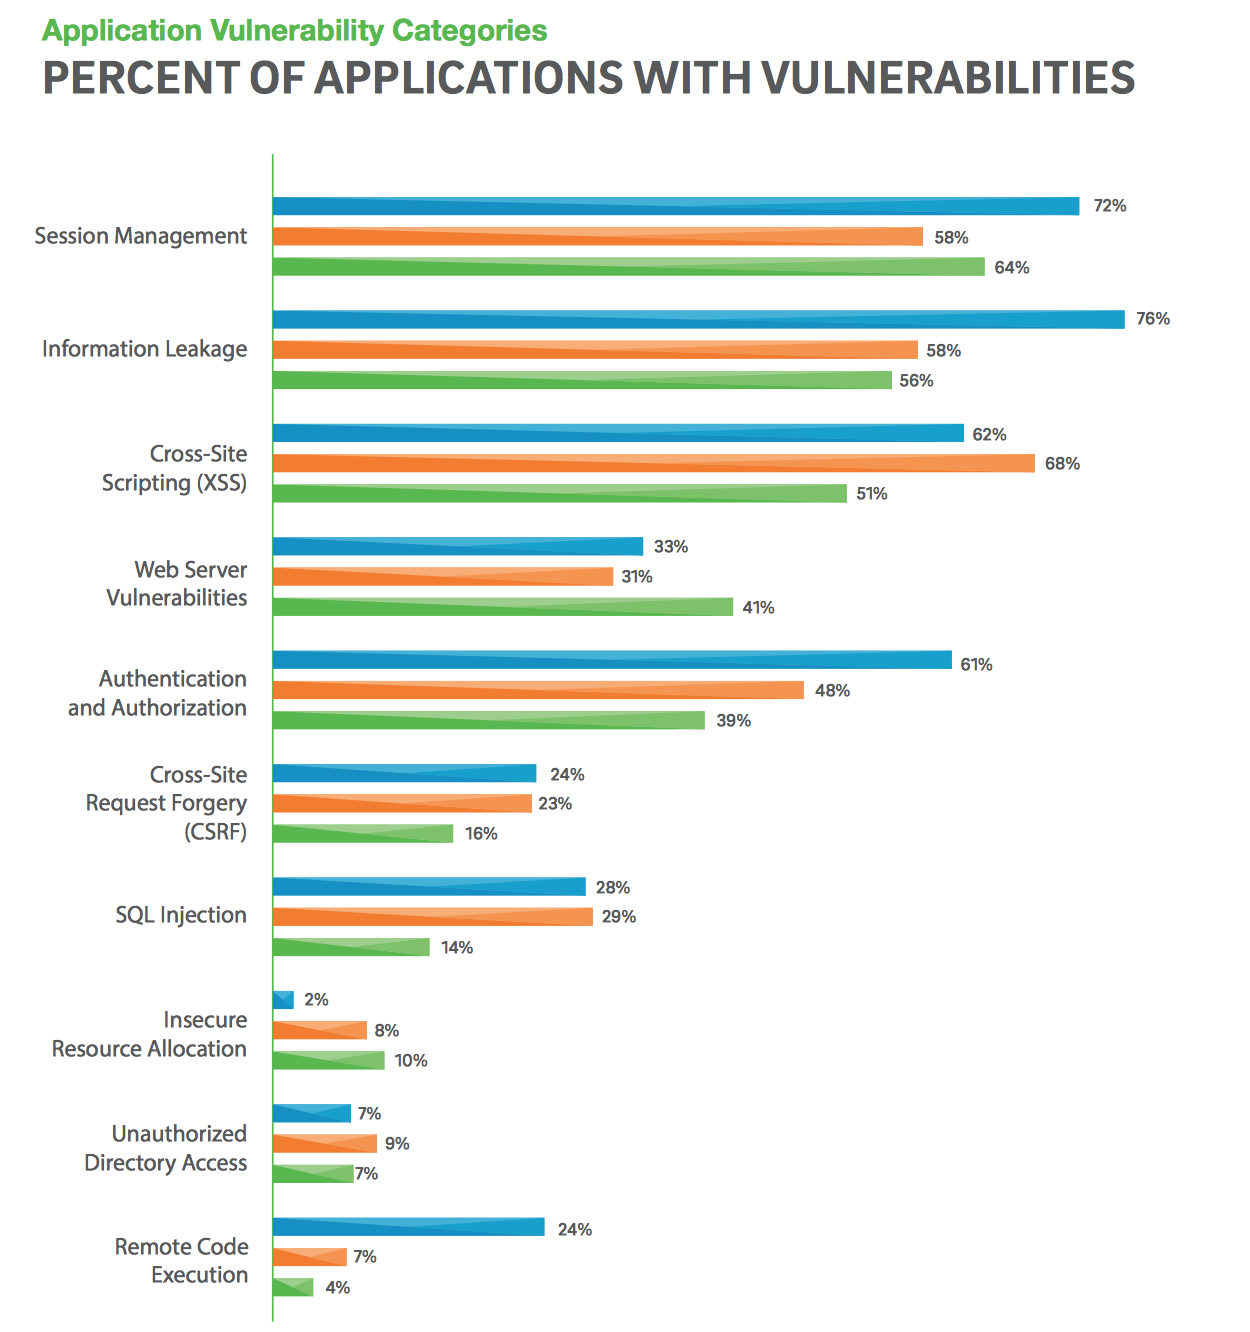 Application Vulnerability Categories
PERCENT OF APPLICATIONS WITH VULNERABILITIES
Session Management
72%
58%
64%
Information Leakage
76%
58%
56%
Cross-Site
Scripting (XSS)
62%
68%
51%
Web Server
Vulnerabilities
33%
31%
41%
Authentication
and Authorization
61%
48%
39%
Cross-Site
Request Forgery
(CSRF)
24%
23%
16%
SQL Injection
28%
29%
14%
Insecure
Resource Allocation
2%
8%
10%
Unauthorized
Directory Access
7%
9%
7%
Remote Code
Execution
24%
7%
4%